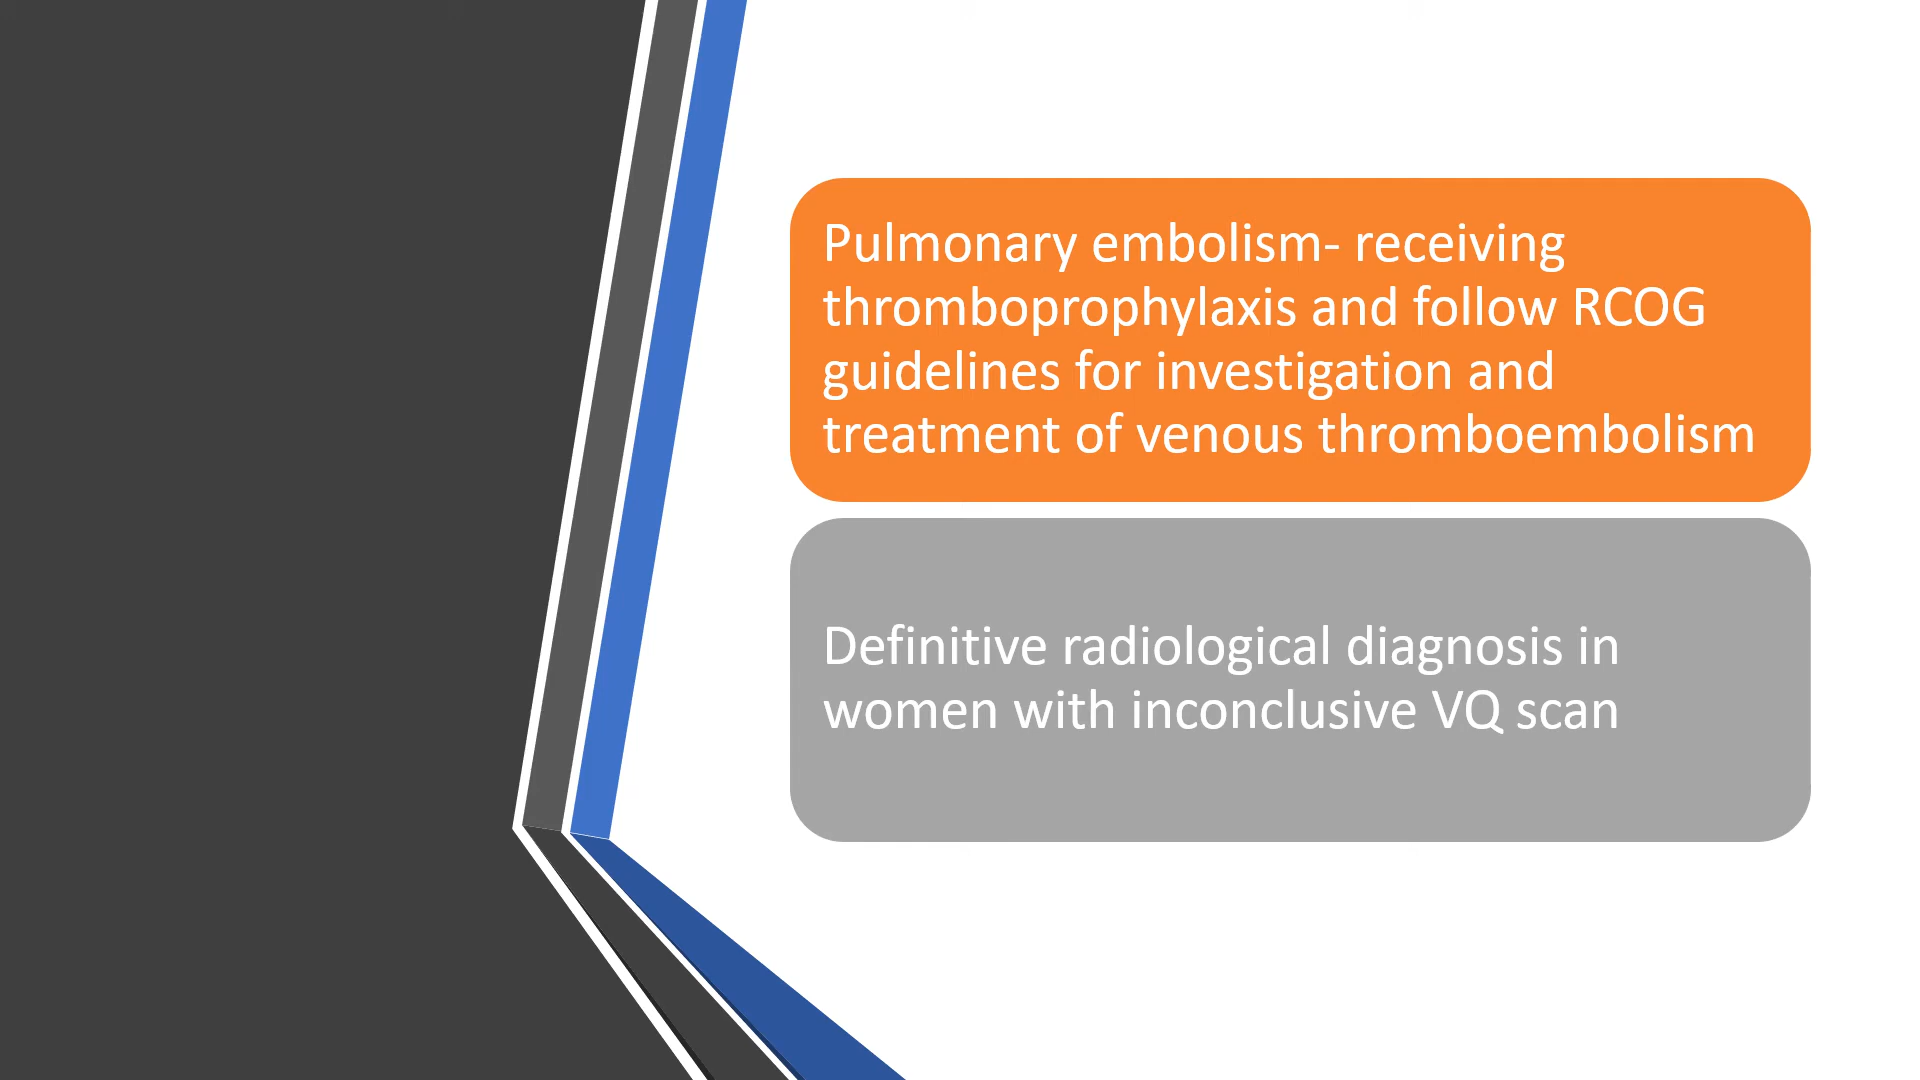 Pulmonary embolism- receiving
thromboprophylaxis and follow RCOG
guidelines for investigation and
treatment of venous thromboembolism
Definitive radiological diagnosis in
women with inconclusive VQ scan